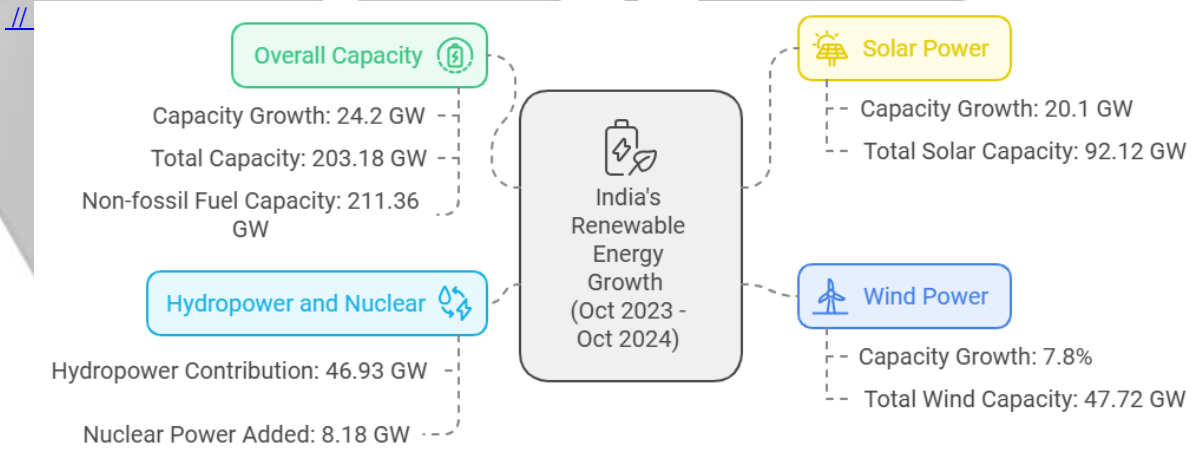 //
Overall Capacity
Capacity Growth: 24.2 GW
Total Capacity: 203.18 GW
Non-fossil Fuel Capacity: 211.36
GW
Hydropower and Nuclear
Hydropower Contribution: 46.93 GW
Nuclear Power Added: 8.18 GW
India's
Renewable
Energy
Growth
(Oct 2023 -
Oct 2024)
Solar Power
Capacity Growth: 20.1 GW
Total Solar Capacity: 92.12 GW
Wind Power
Capacity Growth: 7.8%
Total Wind Capacity: 47.72 GW